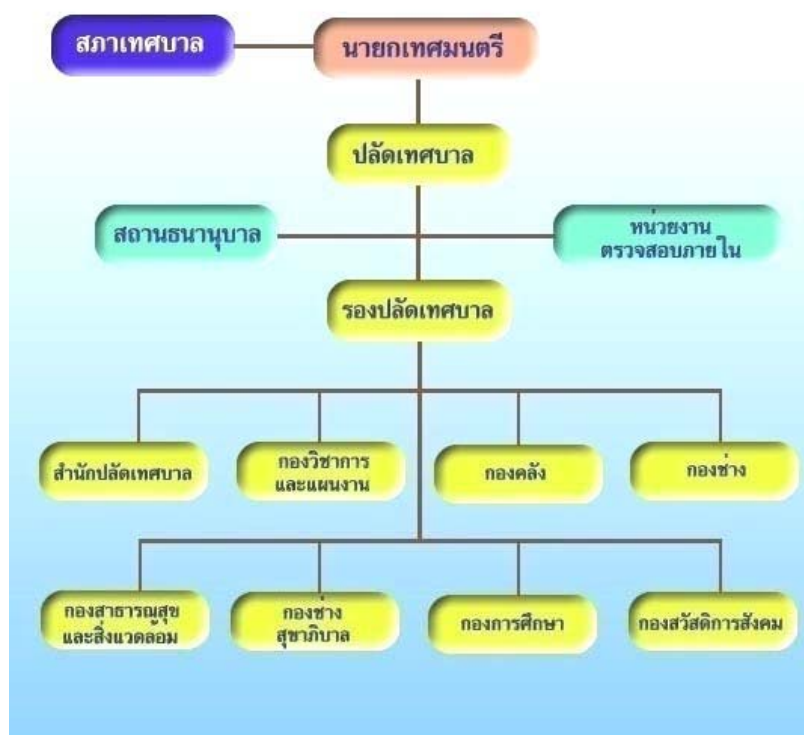 สภาเทศบาล
นายกเทศมนตรี
ปลัดเทศบาล
สถานธนานุบาล
หน่วยงาน
ตรวจสอบภายใน
รองปลัดเทศบาล
สำนักปลัดเทศบาล
กองวิชาการ
และแผนงาน
กองคลัง
กองช่าง
กองสาธารณสุข
และสิ่งแวดล้อม
กองช่าง
สุขาภิบาล
กองการศึกษา
กองสวัสดิการสังคม